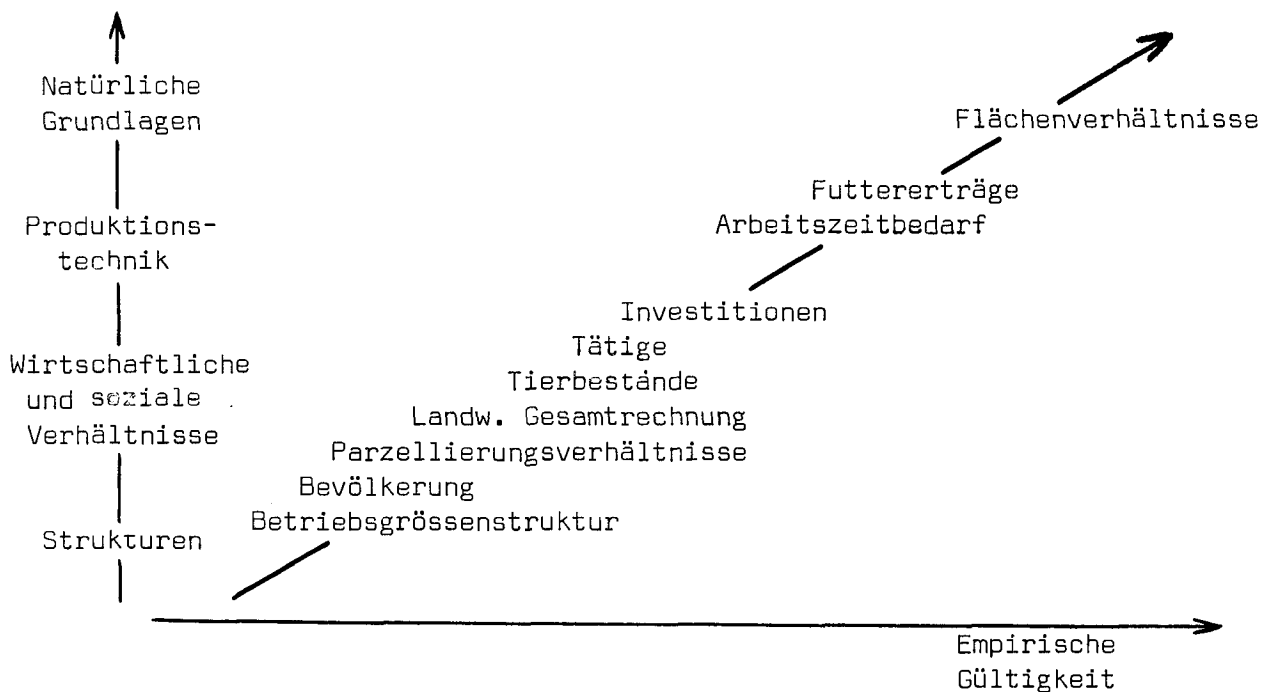 Natürliche
Grundlagen
Produktions-
technik
Wirtschaftliche
und soziale
Verhältnisse
Strukturen
Flächenverhältnisse
Futtererträge
Arbeitszeitbedarf
Investitionen
Tätige
Tierbestände
Landw. Gesamtrechnung
Parzellierungsverhältnisse
Bevölkerung
Betriebsgrössenstruktur
Empirische
Gültigkeit